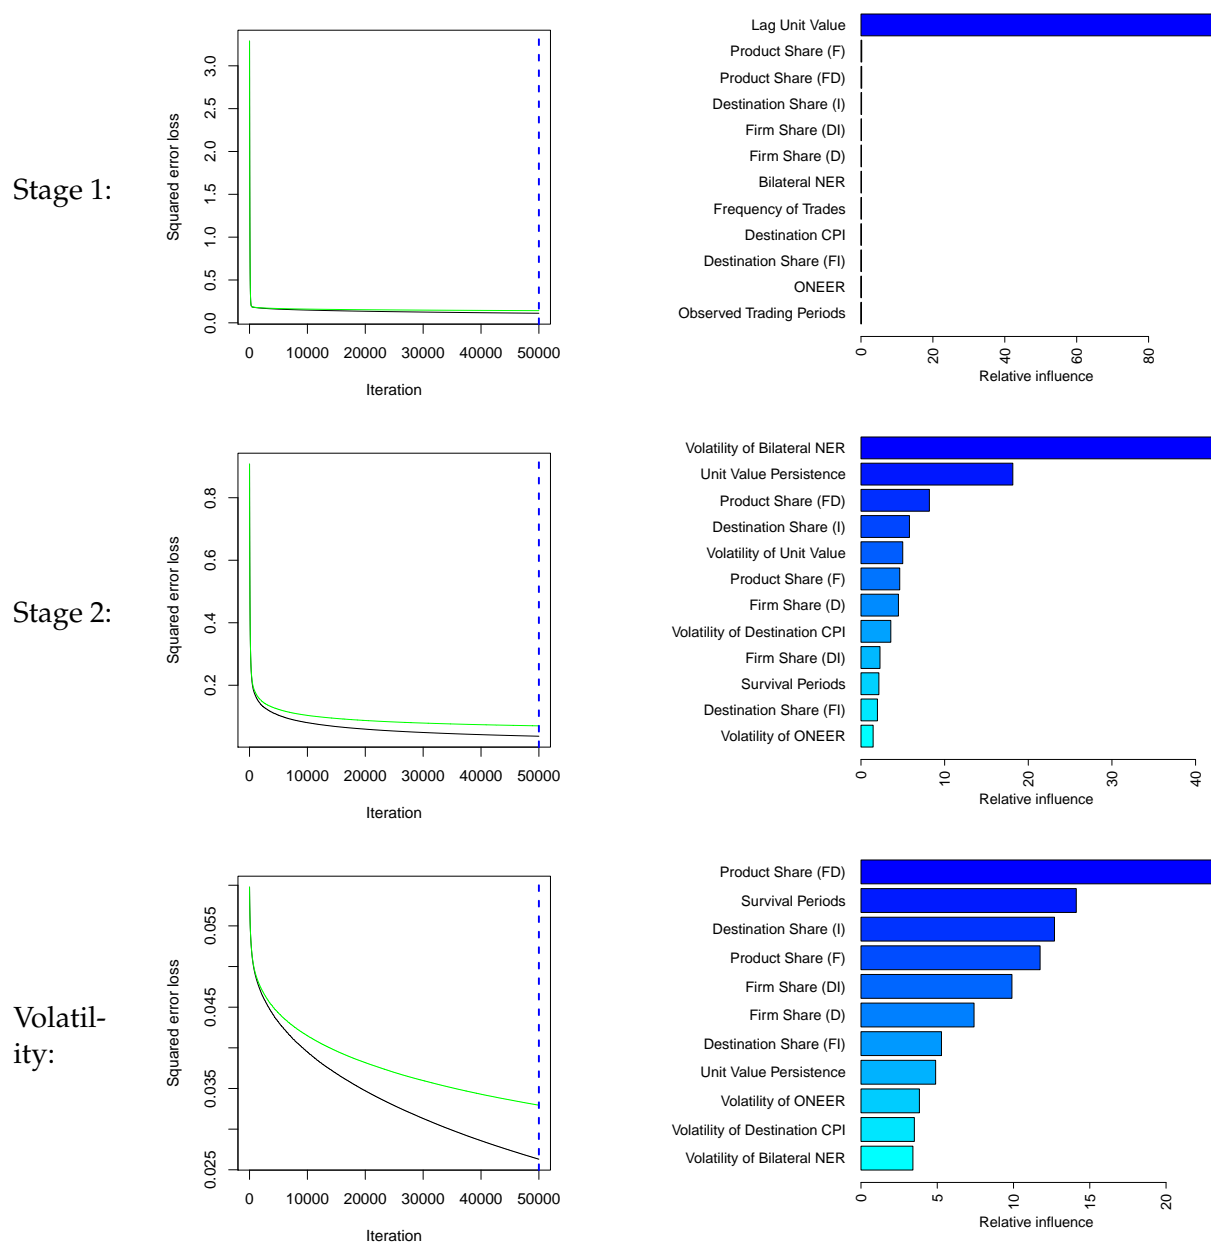 Stage 1:
Squared error loss
0.0 0.5 1.0 1.5 2.0 2.5 3.0
0 10000 20000 30000 40000 50000
Iteration
Lag Unit Value
Product Share (F)
Product Share (FD)
Destination Share (I)
Firm Share (DI)
Firm Share (D)
Bilateral NER
Frequency of Trades
Destination CPI
Destination Share (FI)
ONEER
Observed Trading Periods
0 20 40 60 80
Relative influence
Stage 2:
Squared error loss
0.2 0.4 0.6 0.8
0 10000 20000 30000 40000 50000
Iteration
Volatility of Bilateral NER
Unit Value Persistence
Product Share (FD)
Destination Share (I)
Volatility of Unit Value
Product Share (F)
Firm Share (D)
Volatility of Destination CPI
Firm Share (DI)
Survival Periods
Destination Share (FI)
Volatility of ONEER
0 10 20 30 40
Relative influence
Volatil-
ity:
Squared error loss
0.025 0.035 0.045 0.055
0 10000 20000 30000 40000 50000
Iteration
Product Share (FD)
Survival Periods
Destination Share (I)
Product Share (F)
Firm Share (DI)
Firm Share (D)
Destination Share (FI)
Unit Value Persistence
Volatility of ONEER
Volatility of Destination CPI
Volatility of Bilateral NER
0 5 10 15 20
Relative influence